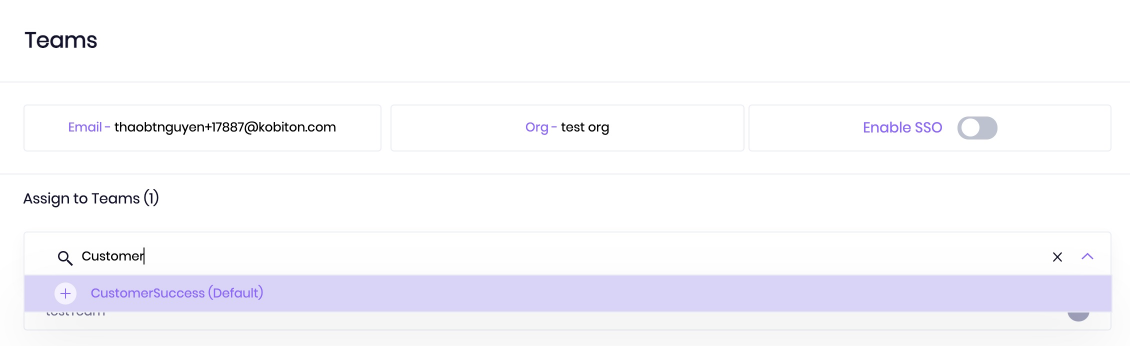 Teams
Email - thaobtnguyen+17887@kobiton.com
Org - test org
Enable SSO
Assign to Teams (1)
Customer
CustomerSuccess (Default)
testTeam